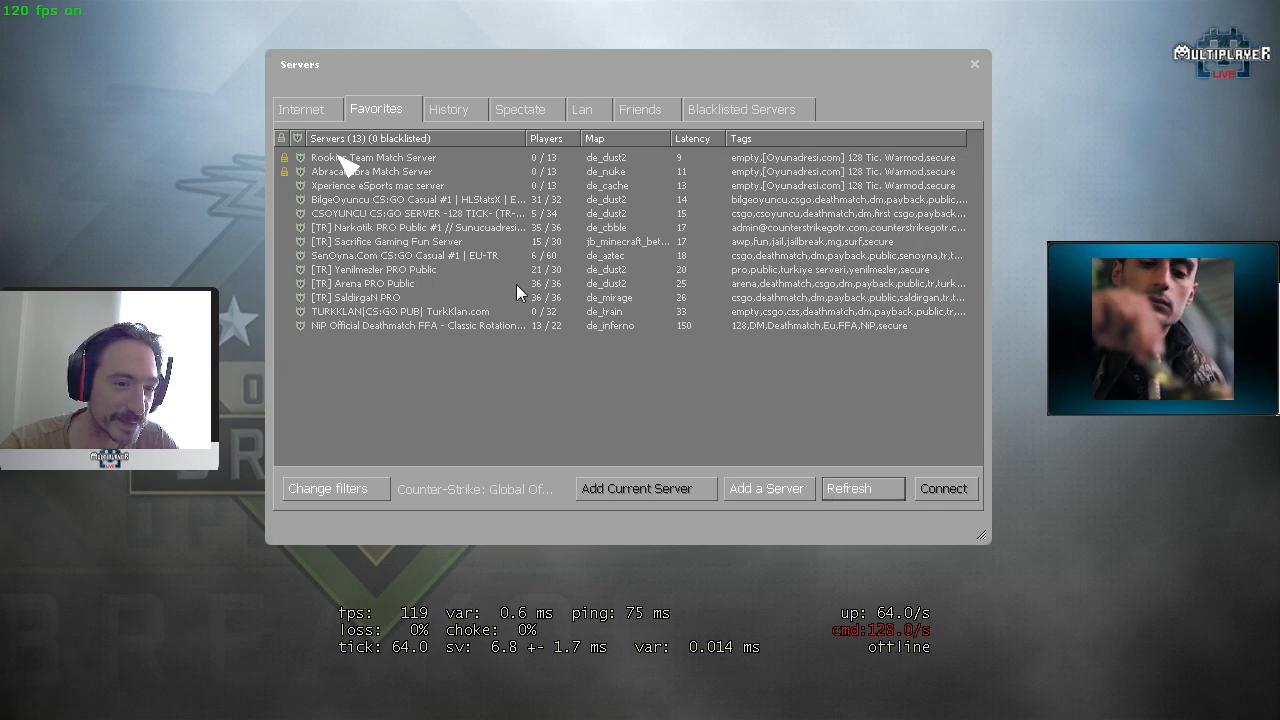 120 fps on
MULTIPLAYER
LIVE
Servers
Internet Favorites History Spectate Lan Friends Blacklisted Servers
Servers (13) (0 blacklisted) Players Map Latency Tags
Team Match Server 0 / 13 de_dust2 9 empty,[Oyunadresi.com] 128 Tic. Warmod,secure
Match Server 0 / 13 de_nuke 11 empty,[Oyunadresi.com] 128 Tic. Warmod,secure
Xperience eSports mac server 0 / 13 de_cache 13 empty,[Oyunadresi.com] 128 Tic. Warmod,secure
BilgeOyuncu CS:GO Casual #1 | HLStatsX | E... 31 / 32 de_dust2 14 bilgeoyuncu,csgo,deathmatch,dm,payback,public,...
CSOYUNCU CS:GO SERVER -128 TICK- (TR-... 5 / 34 de_dust2 15 csgo,csoyuncu,deathmatch,dm,first csgo,payback...
[TR] Narkotik PRO Public #1 // Sunucuadresi... 35 / 36 de_cbble 17 admin@counterstrikegotr.com,counterstrikegotr.c...
[TR] Sacrifice Gaming Fun Server 15 / 30 jb_minecraft_bet... 17 awp,fun,jail,jailbreak,mg,surf,secure
SenOyna.Com CS:GO Casual #1 | EU-TR 6 / 60 de_aztec 18 csgo,deathmatch,dm,payback,public,senoyna,tr,t...
[TR] Yenilmezler PRO Public 21 / 30 de_dust2 20 pro,public,turkiye serveri,yenilmezler,secure
[TR] Arena PRO Public 36 / 36 de_dust2 25 arena,deathmatch,csgo,dm,payback,public,tr,turk...
[TR] SaldirgaN PRO 36 / 36 de_mirage 26 csgo,deathmatch,dm,payback,public,saldirgan,tr,...
TURKKLAN|CS:GO PUB| TurkKlan.com 0 / 32 de_train 33 empty,csgo,css,deathmatch,dm,payback,public,tr,...
NiP Official Deathmatch FFA - Classic Rotation... 13 / 22 de_inferno 150 128,DM,Deathmatch,Eu,FFA,NiP,secure
Change filters Counter-Strike: Global Of... Add Current Server Add a Server Refresh Connect
MULTIPLAYER
fps: 119 var: 0.6 ms ping: 75 ms up: 64.0/s
loss: 0% choke: 0% cmd:128.0/s
tick: 64.0 sv: 6.8 +- 1.7 ms var: 0.014 ms offline